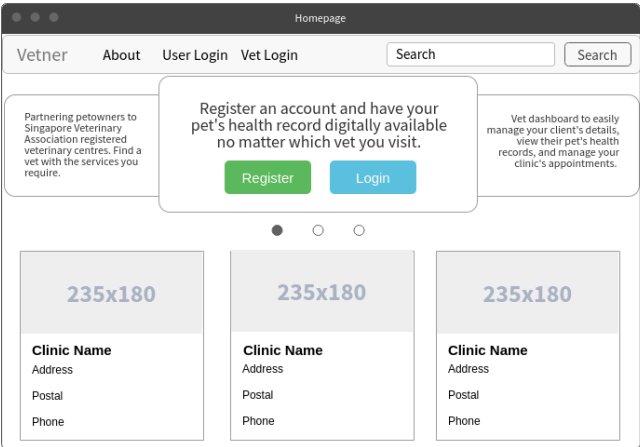 Homepage
Vetner
About
User Login
Vet Login
Search
Search
Partnering petowners to
Singapore Veterinary
Association registered
veterinary centres. Find a
vet with the services you
require.
Register an account and have your
pet's health record digitally available
no matter which vet you visit.
Register
Login
Vet dashboard to easily
manage your client's details,
view their pet's health
records, and manage your
clinic's appointments.
235x180
Clinic Name
Address
Postal
Phone
235x180
Clinic Name
Address
Postal
Phone
235x180
Clinic Name
Address
Postal
Phone